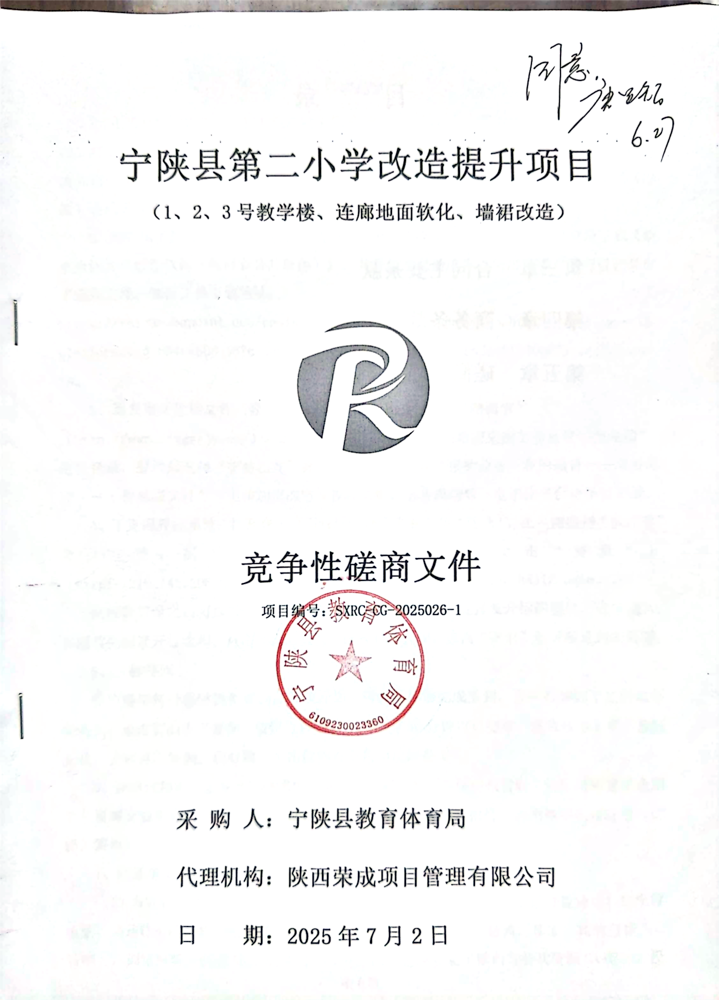 同意.
6.27
宁陕县第二小学改造提升项目
（1、2、3号教学楼、连廊地面软化、墙裙改造）
竞争性磋商文件
项目编号：SXRC-CG-2025026-1
宁陕县教育体育局
6109230023360
采 购 人：宁陕县教育体育局
代理机构：陕西荣成项目管理有限公司
日 期：2025年7月2日